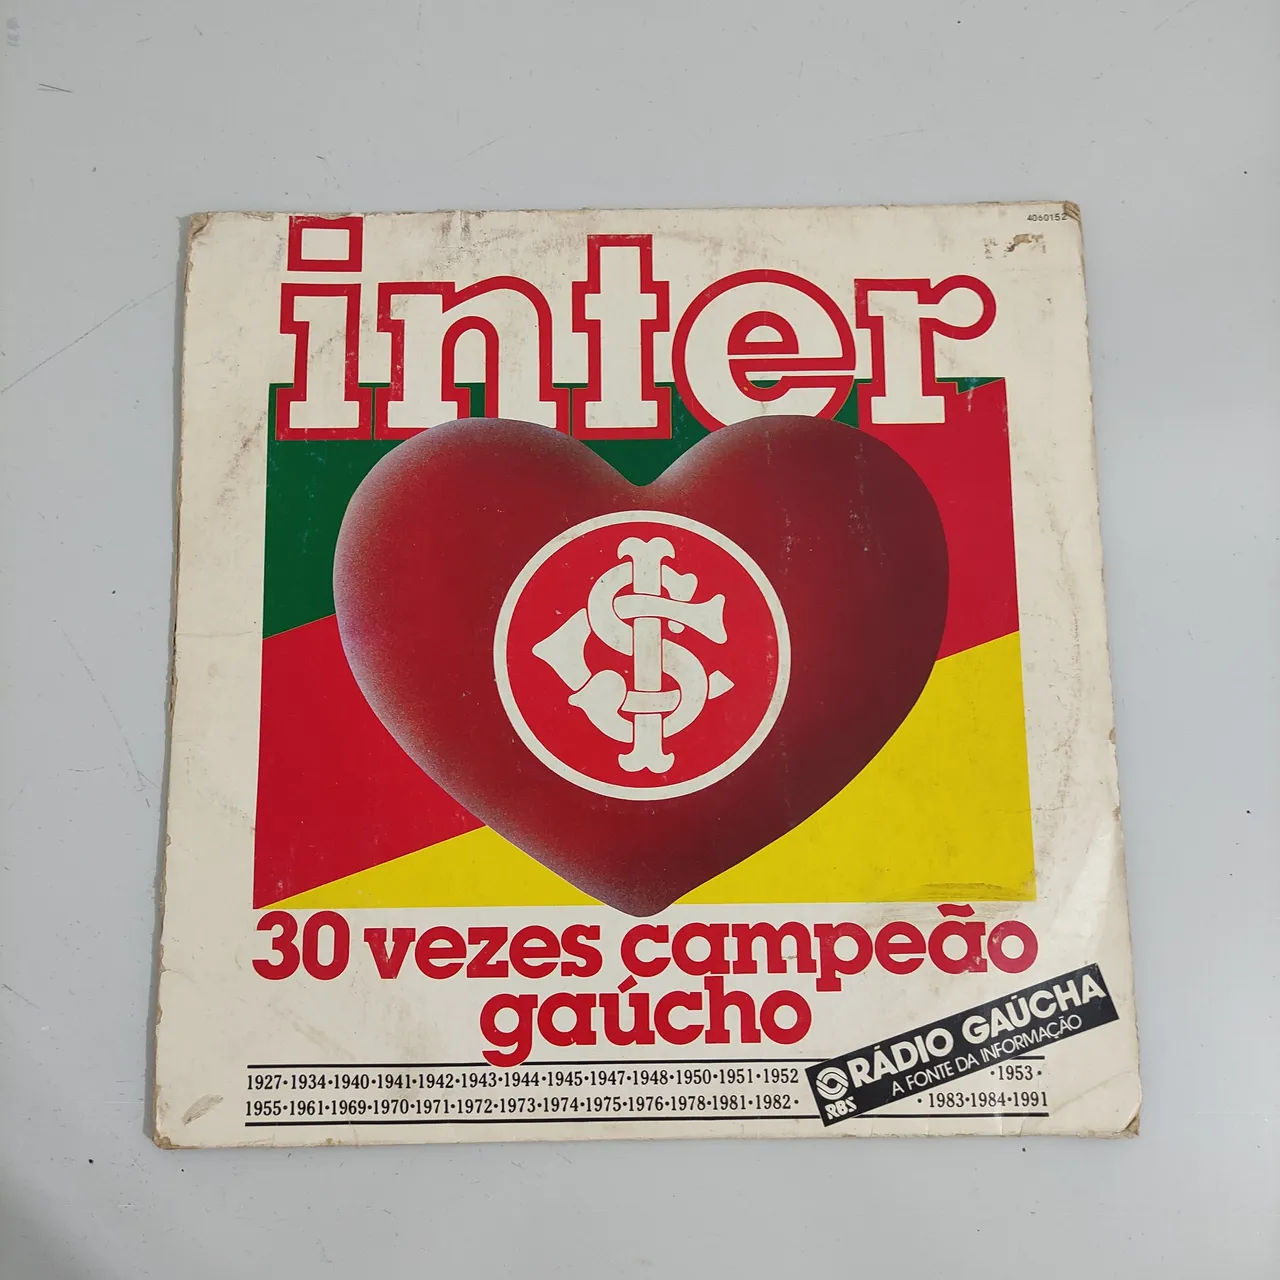 4060152
inter
SCI
30 vezes campeão
gaúcho
RÁDIO GAÚCHA
A FONTE DA INFORMAÇÃO
RBS
1927•1934•1940•1941•1942•1943•1944•1945•1947•1948•1950•1951•1952 •1953•
1955•1961•1969•1970•1971•1972•1973•1974•1975•1976•1978•1981•1982• •1983•1984•1991